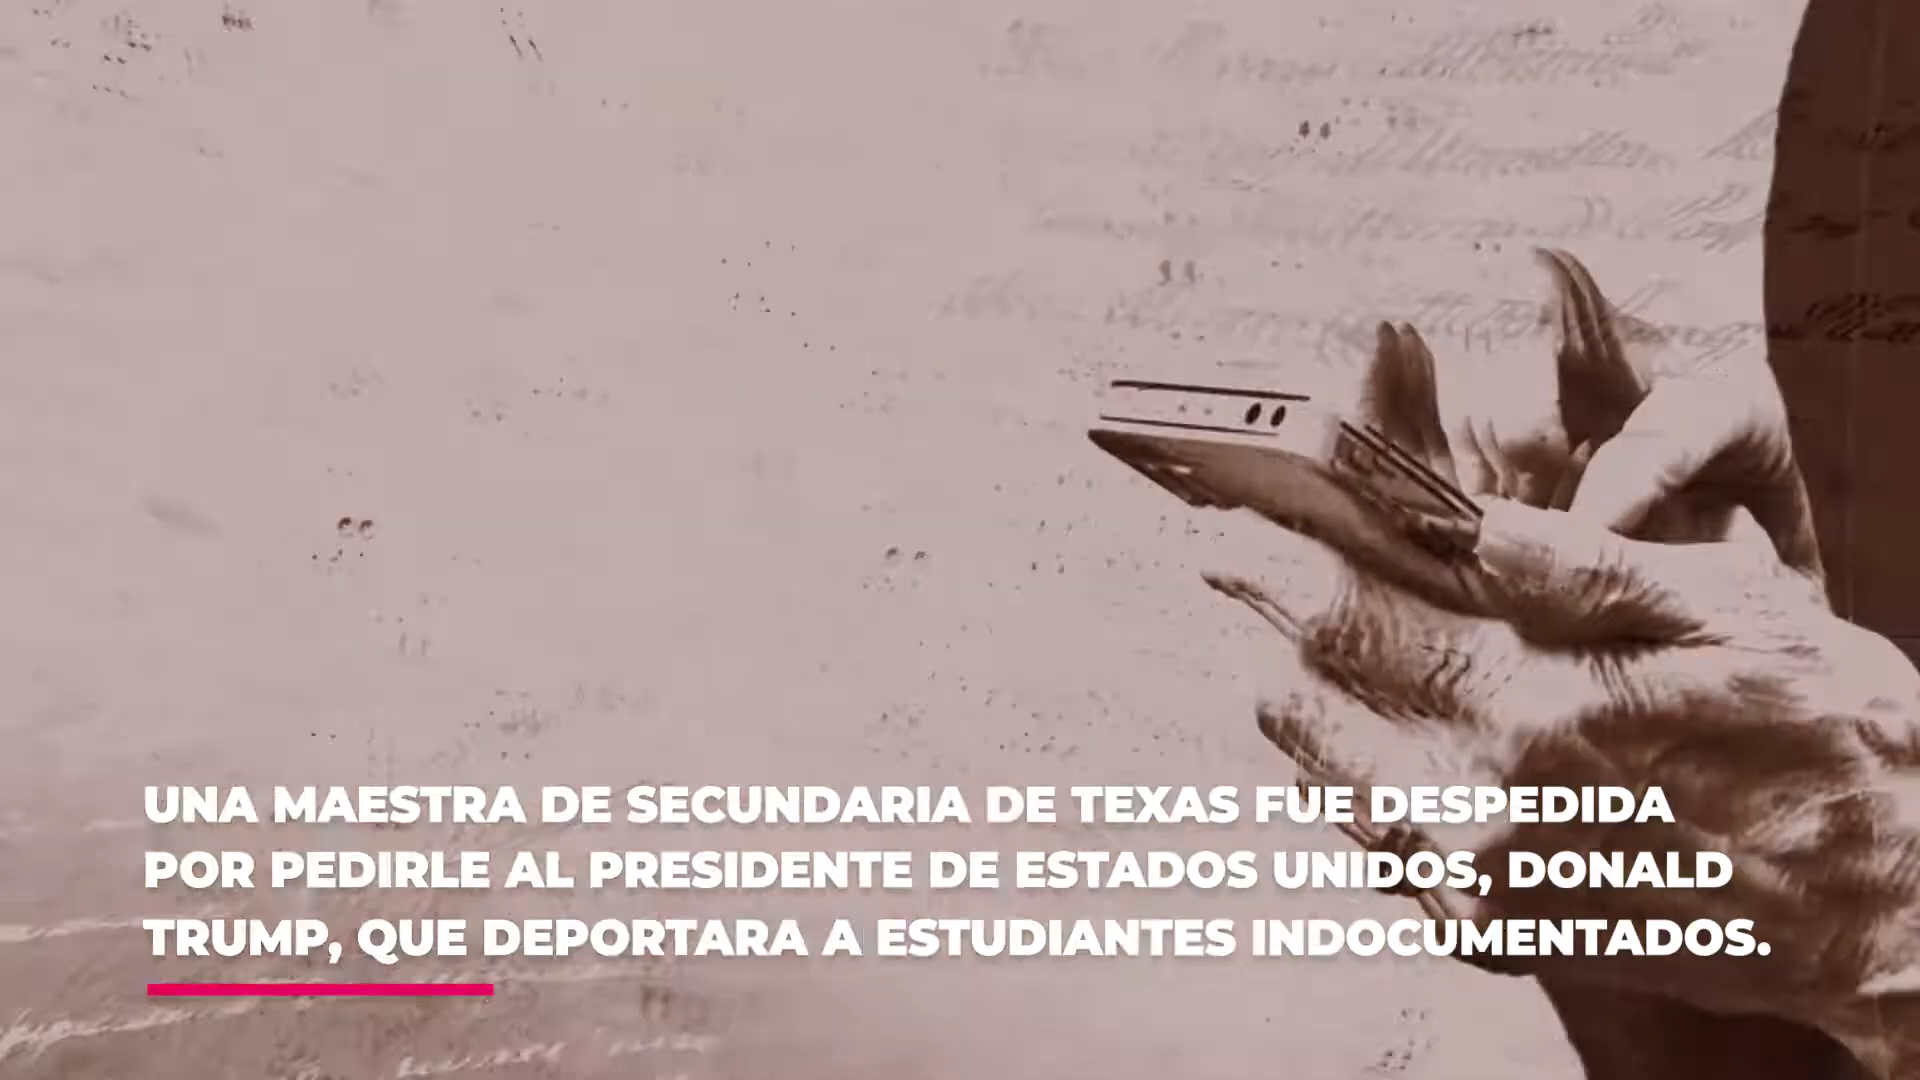 UNA MAESTRA DE SECUNDARIA DE TEXAS FUE DESPEDIDA
POR PEDIRLE AL PRESIDENTE DE ESTADOS UNIDOS, DONALD
TRUMP, QUE DEPORTARA A ESTUDIANTES INDOCUMENTADOS.